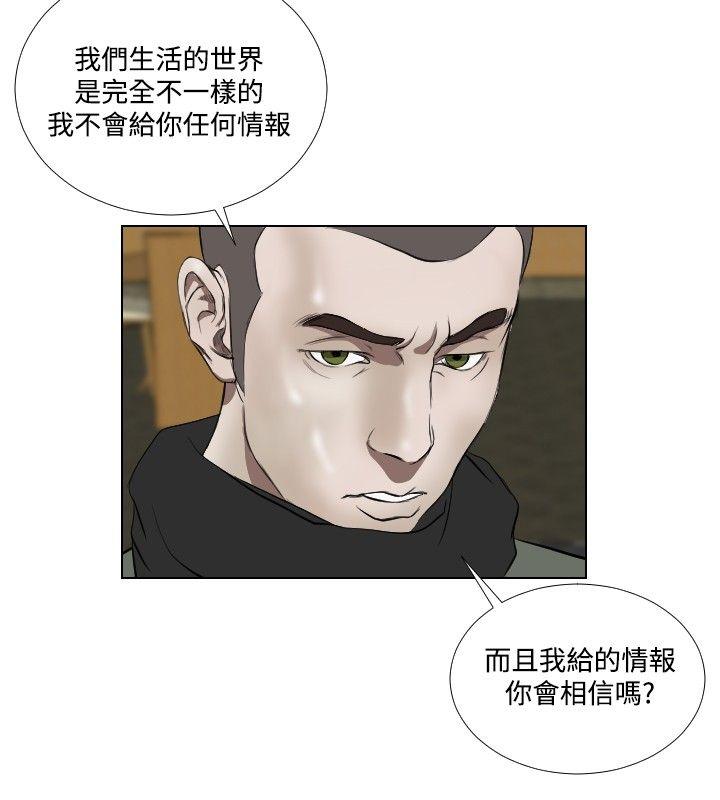 我們生活的世界
是完全不一樣的
我不會給你任何情報
而且我給的情報
你會相信嗎?